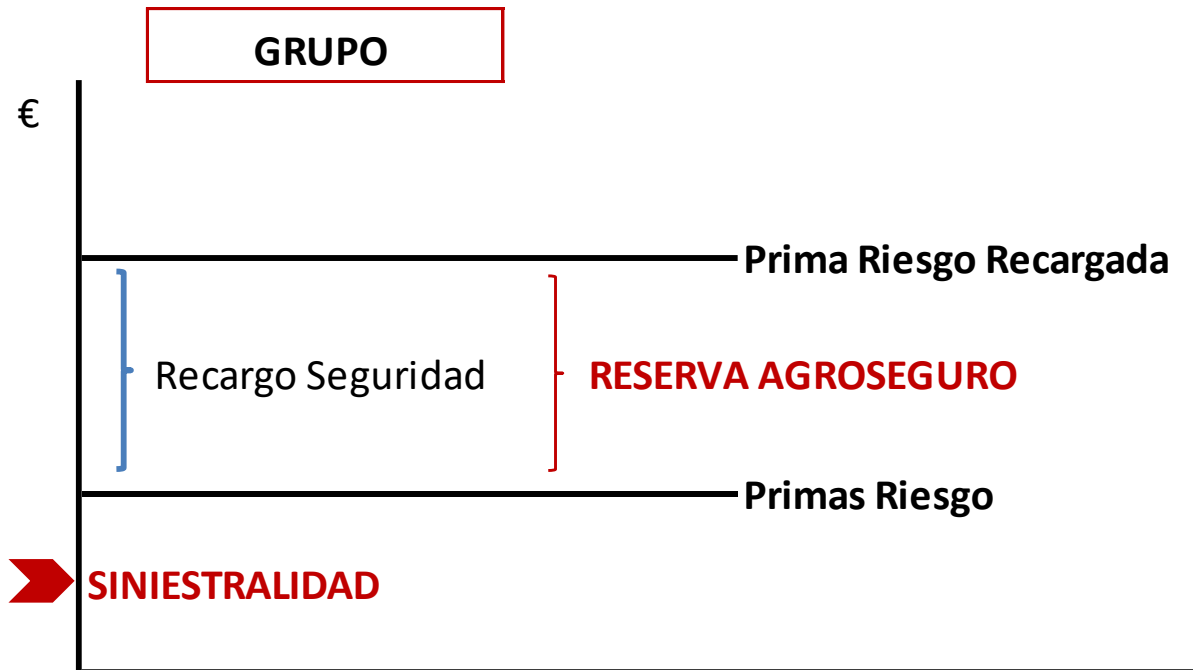 GRUPO
€
Prima Riesgo Recargada
Recargo Seguridad
RESERVA AGROSEGURO
Primas Riesgo
SINIESTRALIDAD